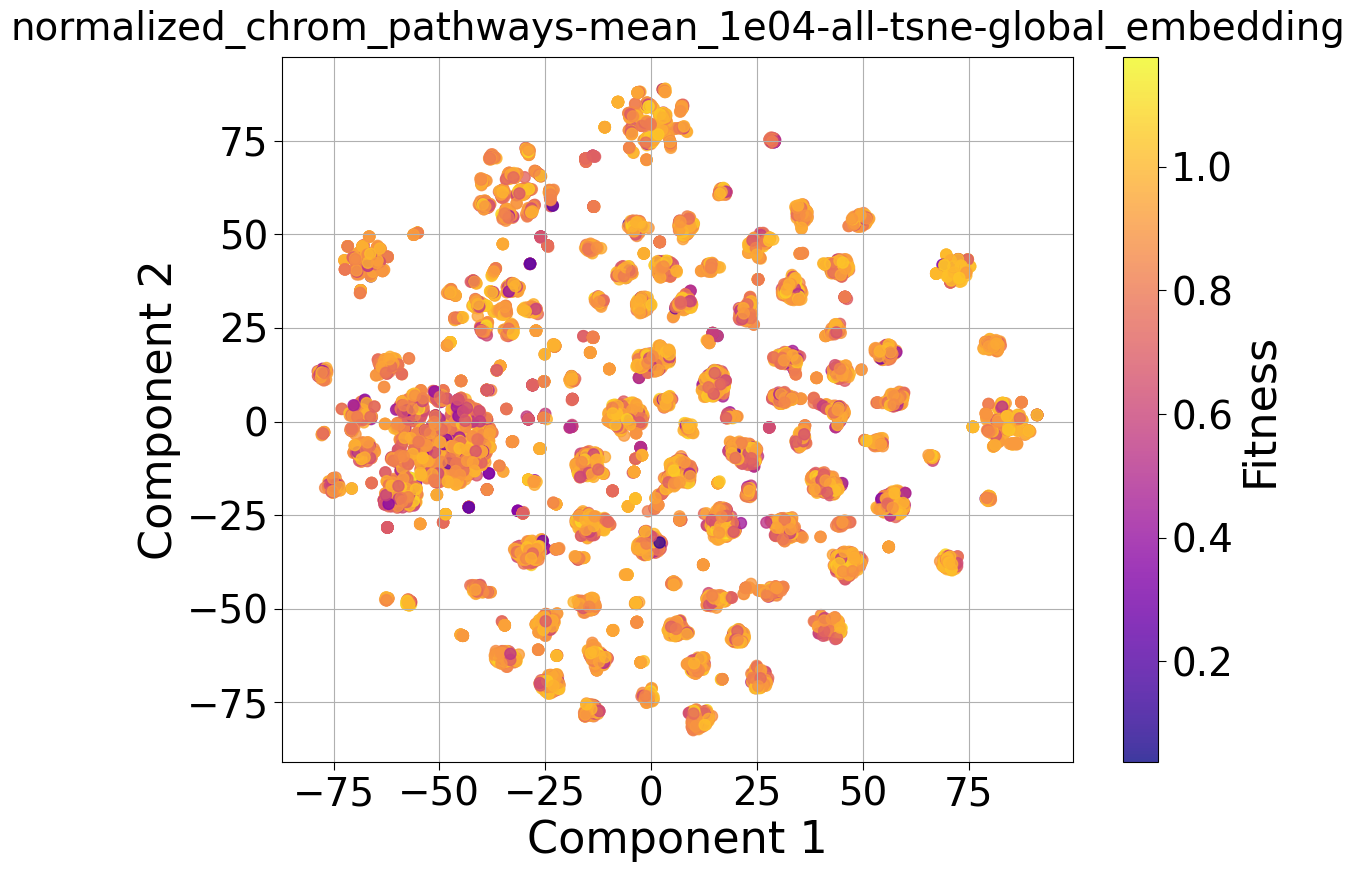 normalized_chrom_pathways-mean_1e04-all-tsne-global_embedding
75
50
25
0
−25
−50
−75
Component 2
−75 −50 −25 0 25 50 75
Component 1
1.0
0.8
0.6
0.4
0.2
Fitness